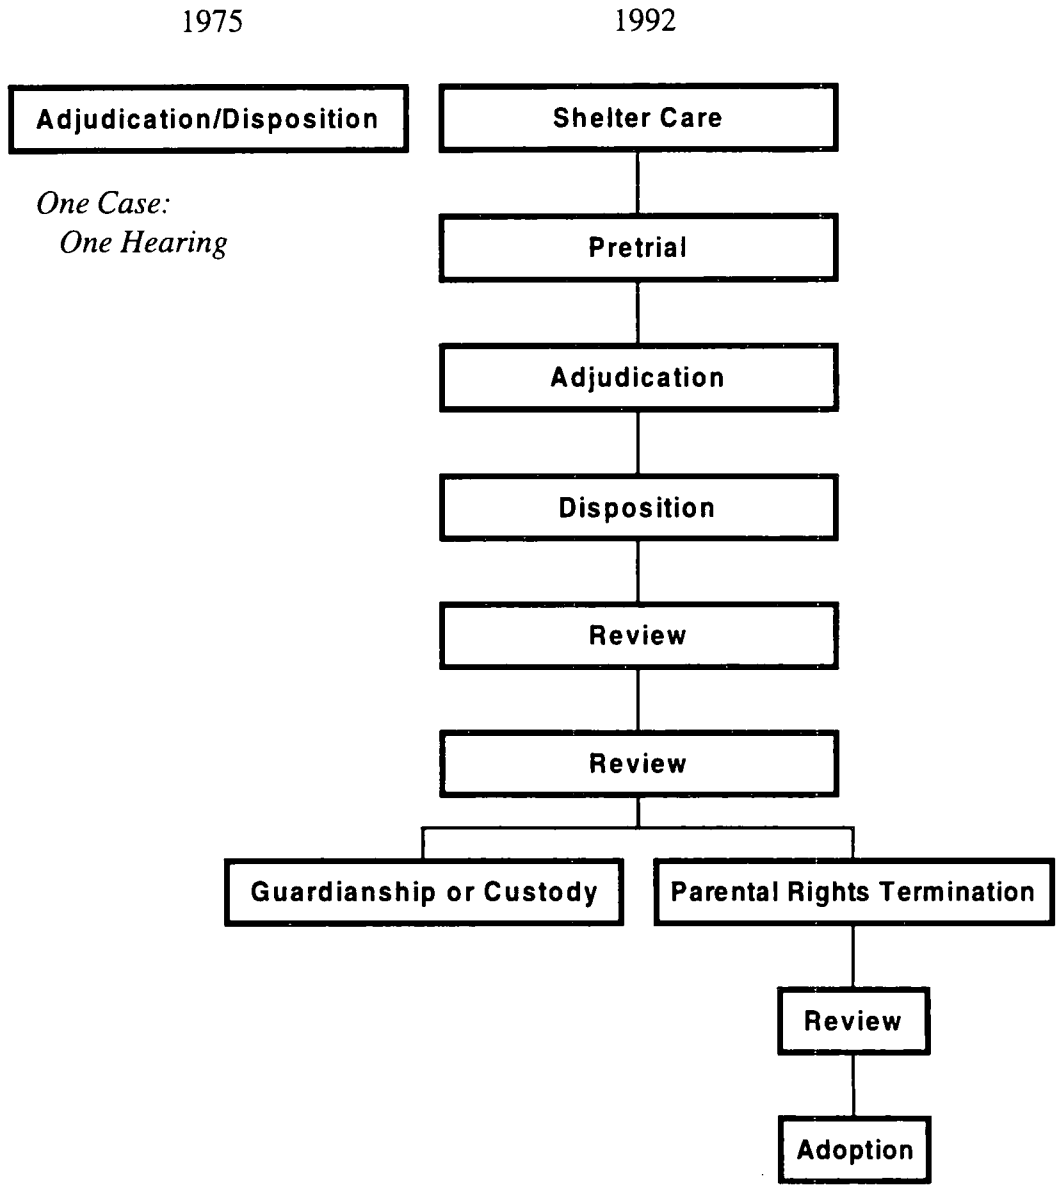 1975
1992
Adjudication/Disposition
Shelter Care
One Case:
One Hearing
Pretrial
Adjudication
Disposition
Review
Review
Guardianship or Custody
Parental Rights Termination
Review
Adoption